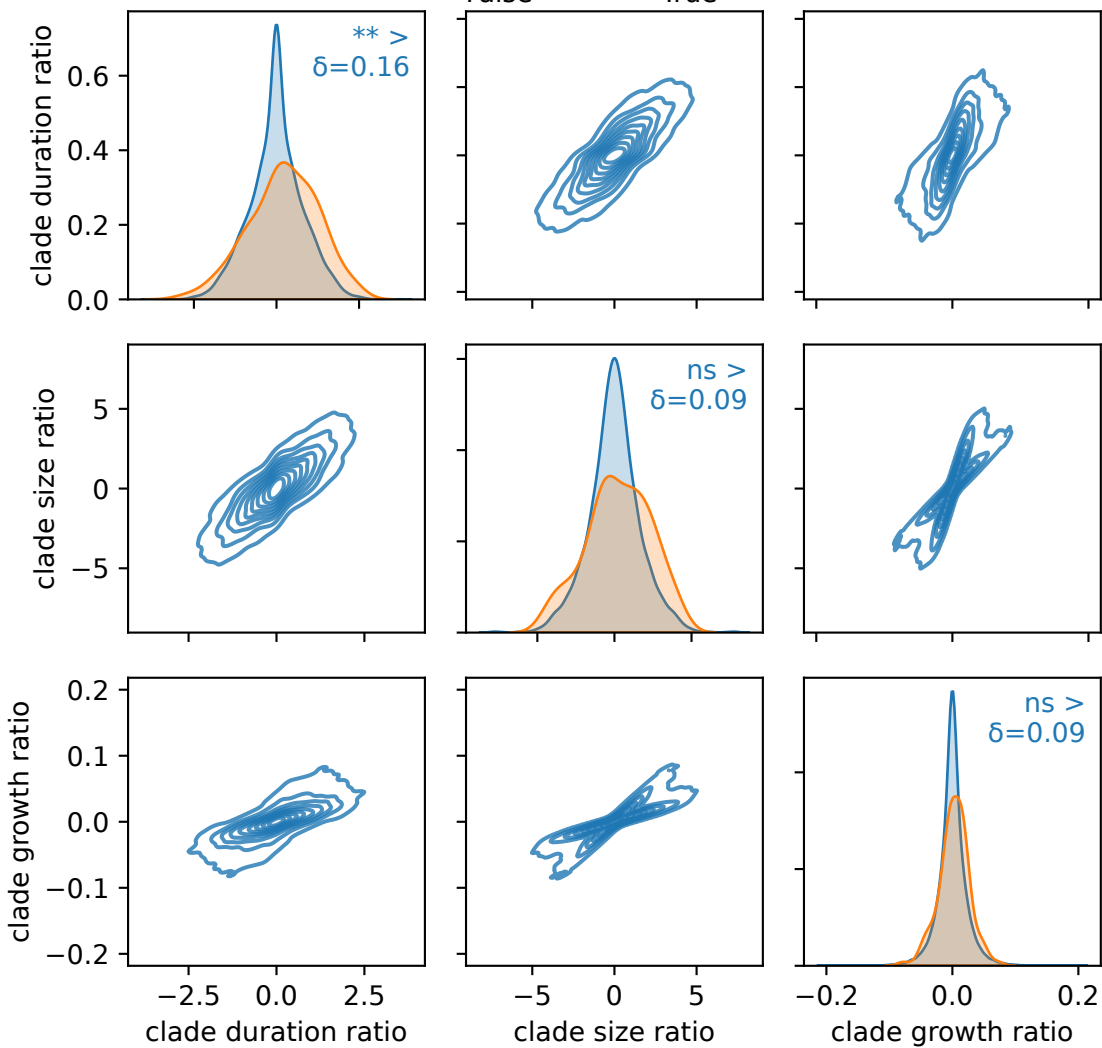 clade duration ratio
0.6
0.4
0.2
0.0
** >
δ=0.16
clade size ratio
5
0
−5
ns >
δ=0.09
clade growth ratio
0.2
0.1
0.0
−0.1
−0.2
ns >
δ=0.09
−2.5 0.0 2.5
clade duration ratio
−5 0 5
clade size ratio
−0.2 0.0 0.2
clade growth ratio